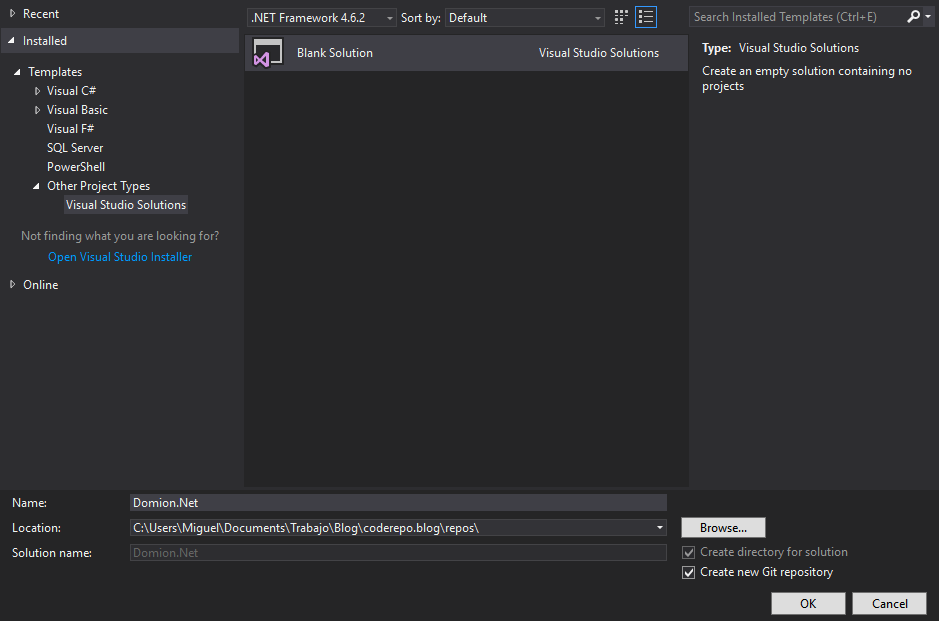 Recent
Installed
Templates
Visual C#
Visual Basic
Visual F#
SQL Server
PowerShell
Other Project Types
Visual Studio Solutions
Not finding what you are looking for?
Open Visual Studio Installer
Online
.NET Framework 4.6.2
Sort by: Default
Blank Solution
Visual Studio Solutions
Search Installed Templates (Ctrl+E)
Type: Visual Studio Solutions
Create an empty solution containing no
projects
Name: Domion.Net
Location: C:\Users\Miguel\Documents\Trabajo\Blog\coderepo.blog\repos\
Solution name: Domion.Net
Browse...
Create directory for solution
Create new Git repository
OK
Cancel